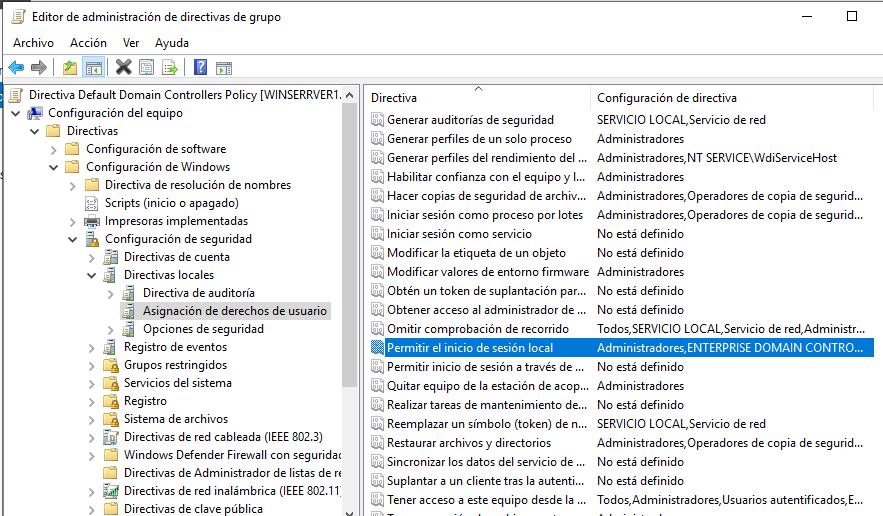 Editor de administración de directivas de grupo
Archivo Acción Ver Ayuda
Directiva Default Domain Controllers Policy [WINSERRVER1.
Configuración del equipo
Directivas
Configuración de software
Configuración de Windows
Directiva de resolución de nombres
Scripts (inicio o apagado)
Impresoras implementadas
Configuración de seguridad
Directivas de cuenta
Directivas locales
Directiva de auditoría
Asignación de derechos de usuario
Opciones de seguridad
Registro de eventos
Grupos restringidos
Servicios del sistema
Registro
Sistema de archivos
Directivas de red cableada (IEEE 802.3)
Windows Defender Firewall con seguridad
Directivas de Administrador de listas de re
Directivas de red inalámbrica (IEEE 802.11)
Directivas de clave pública
Directiva Configuración de directiva
Generar auditorías de seguridad SERVICIO LOCAL,Servicio de red
Generar perfiles de un solo proceso Administradores
Generar perfiles del rendimiento del ... Administradores,NT SERVICE\WdiServiceHost
Habilitar confianza con el equipo y l... Administradores
Hacer copias de seguridad de archiv... Administradores,Operadores de copia de segurid...
Iniciar sesión como proceso por lotes Administradores,Operadores de copia de segurid...
Iniciar sesión como servicio No está definido
Modificar la etiqueta de un objeto No está definido
Modificar valores de entorno firmware Administradores
Obtén un token de suplantación par... No está definido
Obtener acceso al administrador de ... No está definido
Omitir comprobación de recorrido Todos,SERVICIO LOCAL,Servicio de red,Administr...
Permitir el inicio de sesión local Administradores,ENTERPRISE DOMAIN CONTRO...
Permitir inicio de sesión a través de ... No está definido
Quitar equipo de la estación de acop... Administradores
Realizar tareas de mantenimiento de... No está definido
Reemplazar un símbolo (token) de n... SERVICIO LOCAL,Servicio de red
Restaurar archivos y directorios Administradores,Operadores de copia de segurid...
Sincronizar los datos del servicio de ... No está definido
Suplantar a un cliente tras la autenti... No está definido
Tener acceso a este equipo desde la... Todos,Administradores,Usuarios autentificados,E...